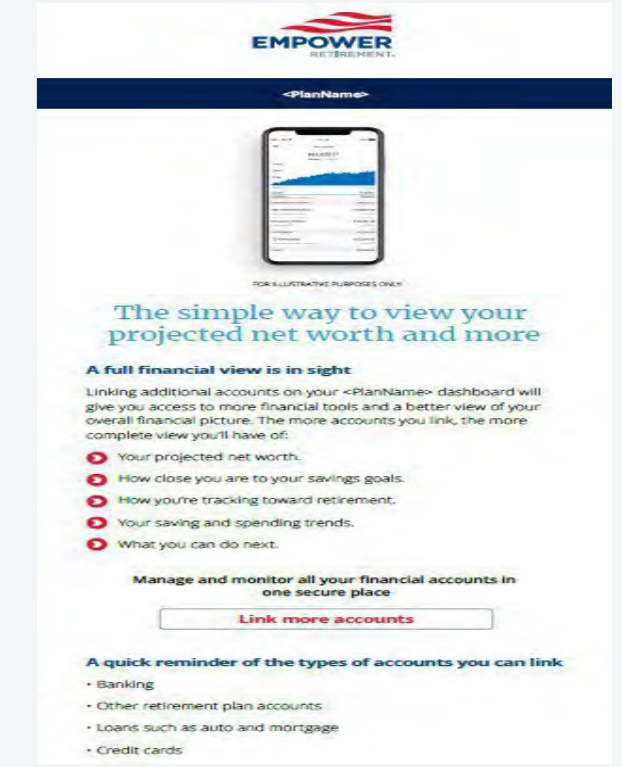 EMPOWER
RETIREMENT
<PlanName>
FOR ILLUSTRATIVE PURPOSES ONLY
The simple way to view your
projected net worth and more
A full financial view is in sight
Linking additional accounts on your <PlanName> dashboard will
give you access to more financial tools and a better view of your
overall financial picture. The more accounts you link, the more
complete view you'll have of:
Your projected net worth.
How close you are to your savings goals.
How you're tracking toward retirement.
Your saving and spending trends.
What you can do next.
Manage and monitor all your financial accounts in
one secure place
Link more accounts
A quick reminder of the types of accounts you can link
• Banking
• Other retirement plan accounts
• Loans such as auto and mortgage
• Credit cards